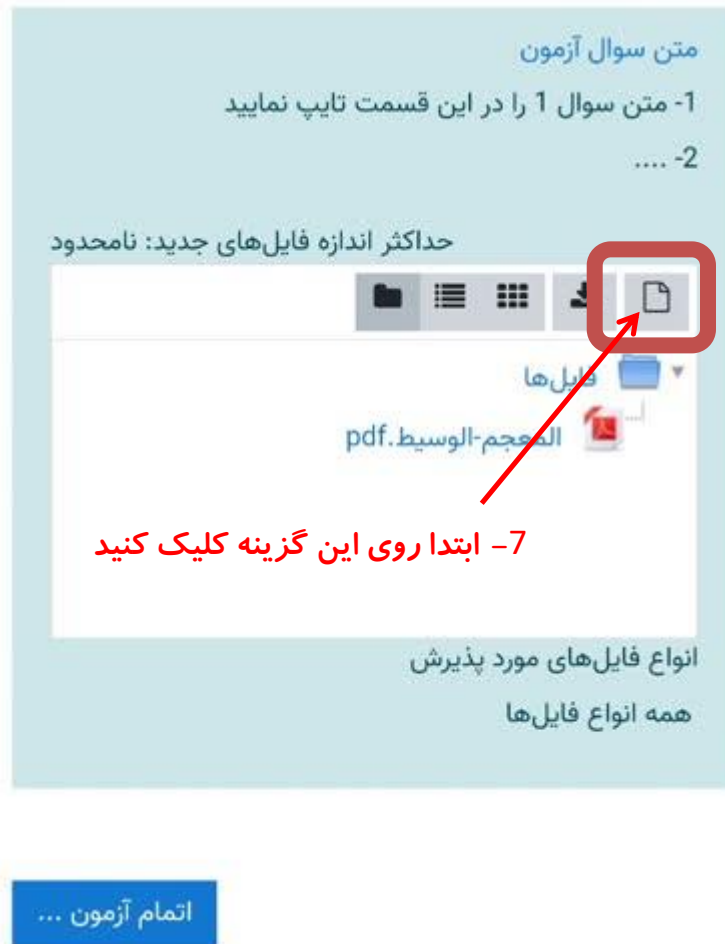 متن سوال آزمون
1- متن سوال 1 را در این قسمت تایپ نمایید
2- ....
حداکثر اندازه فایل‌های جدید: نامحدود
فایل‌ها
المعجم-الوسیط.pdf
7- ابتدا روی این گزینه کلیک کنید
انواع فایل‌های مورد پذیرش
همه انواع فایل‌ها
اتمام آزمون ...